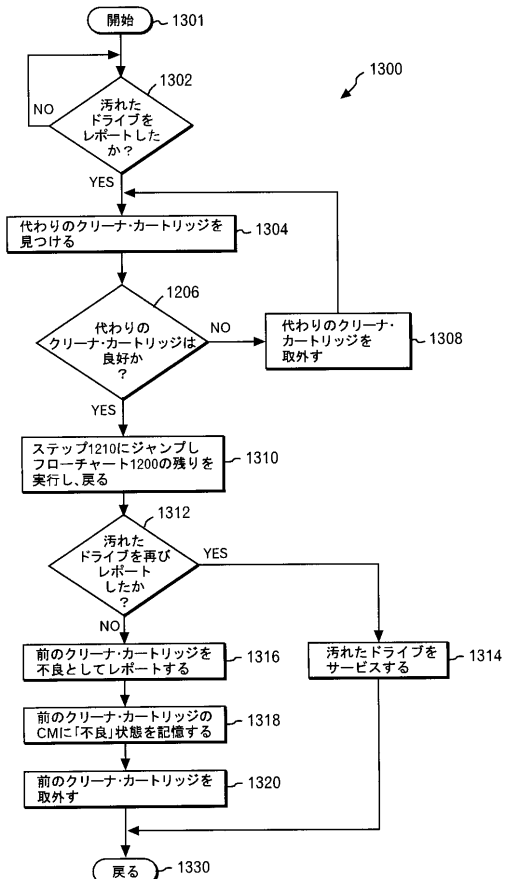 開始
1301
1300
1302
汚れた
ドライブを
レポートした
か?
NO
YES
代わりのクリーナ・カートリッジを
見つける
1304
1206
代わりの
クリーナ・カートリッジは
良好か
?
NO
代わりのクリーナ・
カートリッジを
取外す
1308
YES
ステップ1210にジャンプし
フローチャート1200の残りを
実行し、戻る
1310
1312
汚れた
ドライブを再び
レポート
したか
?
YES
NO
前のクリーナ・カートリッジを
不良としてレポートする
1316
汚れたドライブを
サービスする
1314
前のクリーナ・カートリッジの
CMに「不良」状態を記憶する
1318
前のクリーナ・カートリッジを
取外す
1320
戻る
1330